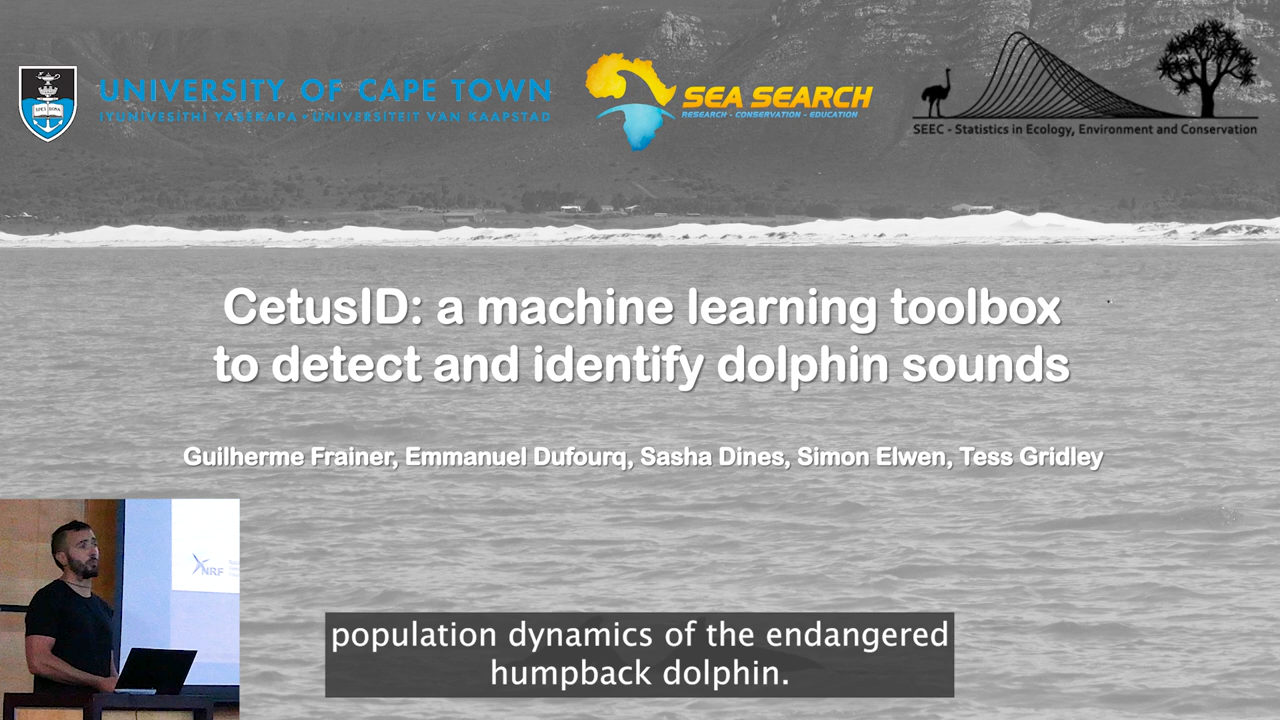 UNIVERSITY OF CAPE TOWN
IYUNIVESITHI YASEKAPA • UNIVERSITEIT VAN KAAPSTAD
SEA SEARCH
RESEARCH - CONSERVATION - EDUCATION
SEEC - Statistics in Ecology, Environment and Conservation
CetusID: a machine learning toolbox
to detect and identify dolphin sounds
Guilherme Frainer, Emmanuel Dufourq, Sasha Dines, Simon Elwen, Tess Gridley
NRF
population dynamics of the endangered
humpback dolphin.